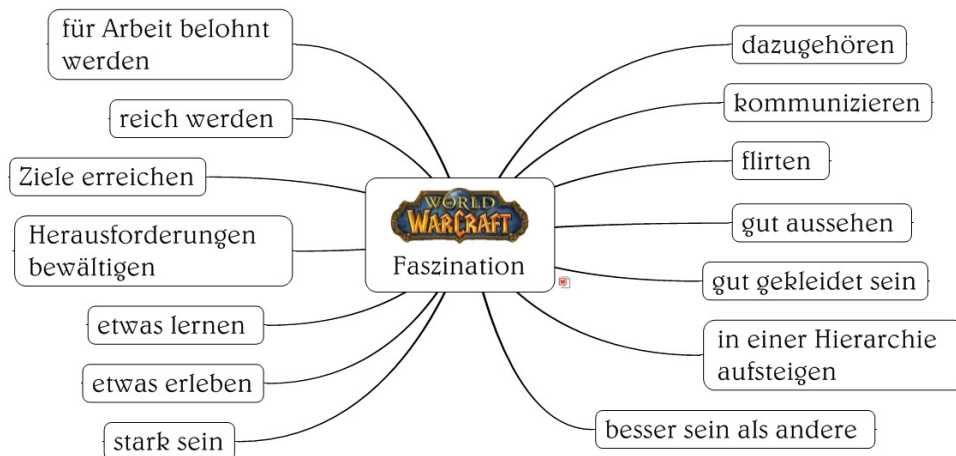 für Arbeit belohnt
werden
reich werden
Ziele erreichen
Herausforderungen
bewältigen
etwas lernen
etwas erleben
stark sein
WORLD
WARCRAFT
Faszination
dazugehören
kommunizieren
flirten
gut aussehen
gut gekleidet sein
in einer Hierarchie
aufsteigen
besser sein als andere